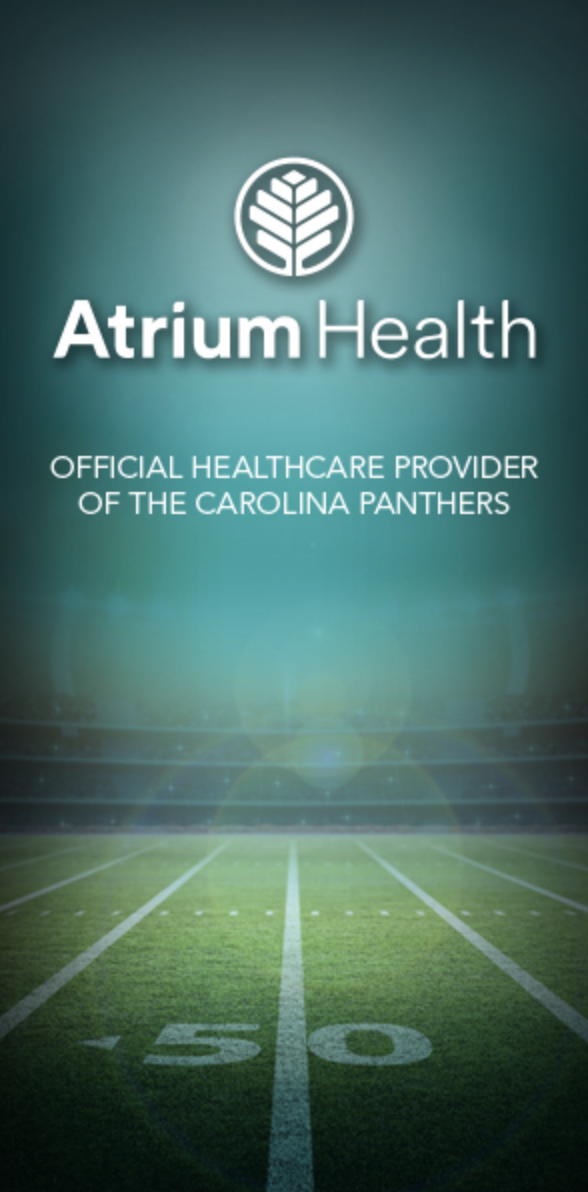 Atrium Health
OFFICIAL HEALTHCARE PROVIDER
OF THE CAROLINA PANTHERS
50